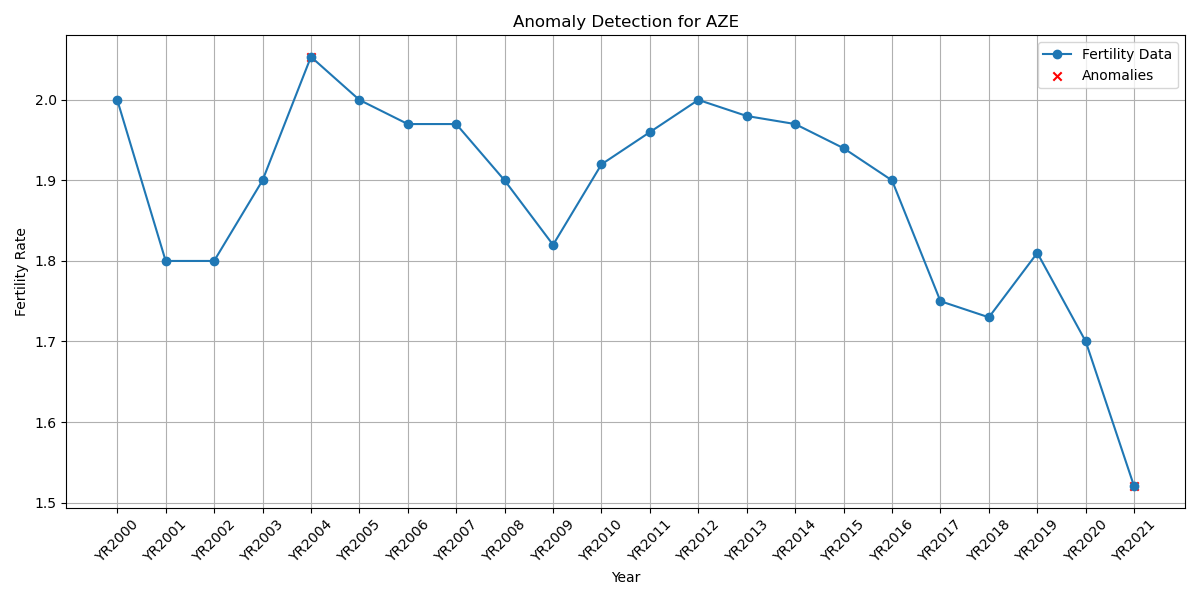 Anomaly Detection for AZE
Fertility Data
Anomalies
Fertility Rate
2.0
1.9
1.8
1.7
1.6
1.5
YR2000
YR2001
YR2002
YR2003
YR2004
YR2005
YR2006
YR2007
YR2008
YR2009
YR2010
YR2011
YR2012
YR2013
YR2014
YR2015
YR2016
YR2017
YR2018
YR2019
YR2020
YR2021
Year